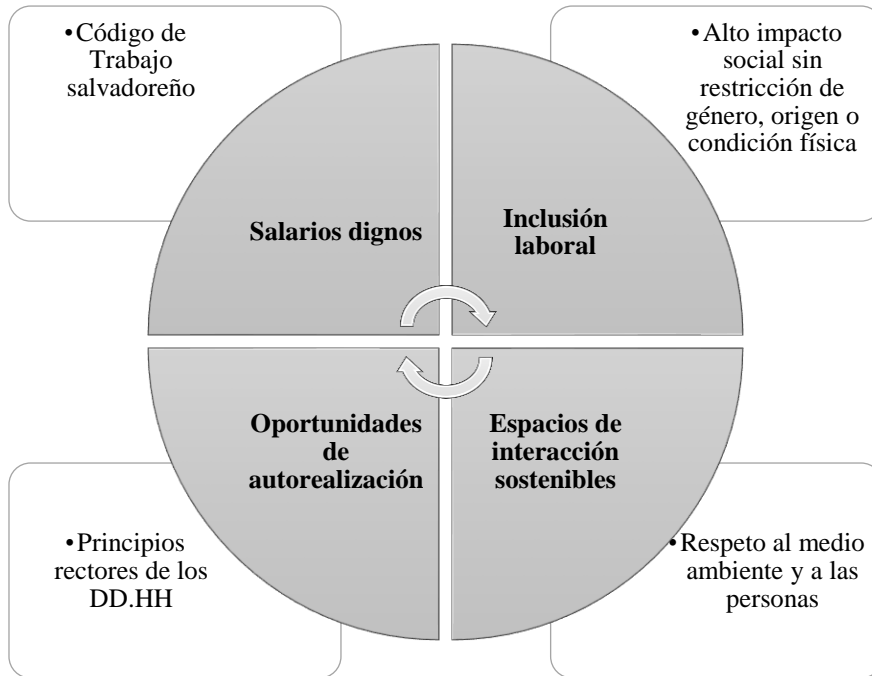 •Código de
Trabajo
salvadoreño
•Alto impacto
social sin
restricción de
género, origen o
condición física
Salarios dignos
Inclusión
laboral
Oportunidades
de
autorealización
Espacios de
interacción
sostenibles
•Principios
rectores de los
DD.HH
•Respeto al medio
ambiente y a las
personas